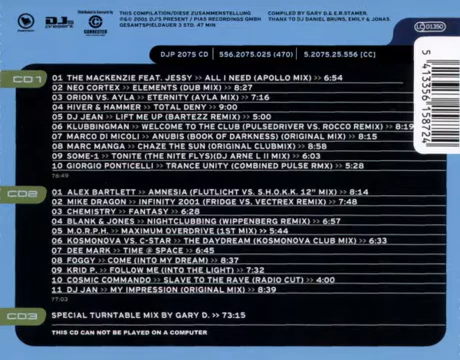 DJs present
Distributed & Licensed By
CONNECTED
THIS COMPILATION/DIESE ZUSAMMENSTELLUNG
℗&© 2001 DJ'S PRESENT / PIAS RECORDINGS GMBH
GESAMTSPIELDAUER 3 STD. 47 MIN
COMPILED BY GARY D & E.R STAMER.
THANX TO DJ DANIEL BRUNS, EMILY & JONAS.
LC 01350
DJP 2075 CD | 556.2075.025 (470) | 5.2075.25.556 [CC]
5 413356 158724
CD1
01 THE MACKENZIE FEAT. JESSY >> ALL I NEED (APOLLO MIX) >> 6:54
02 NEO CORTEX >> ELEMENTS (DUB MIX) >> 8:27
03 ORION VS. AYLA >> ETERNITY (AYLA MIX) >> 7:16
04 HIVER & HAMMER >> TOTAL DENY >> 9:00
05 DJ JEAN >> LIFT ME UP (BARTEZZ REMIX) >> 5:00
06 KLUBBINGMAN >> WELCOME TO THE CLUB (PULSEDRIVER VS. ROCCO REMIX) >> 8:19
07 MARCO DI MICOLI >> ANUBIS (BOOK OF DARKNESS) (ORIGINAL MIX) >> 8:15
08 MARC MANGA >> CHAZE THE SUN (ORIGINAL CLUBMIX) >> 8:58
09 SOME-1 >> TONITE (THE NITE FLYS)(DJ ARNE L II MIX) >> 6:03
10 GIORGIO PONTICELLI >> TRANCE UNITY (COMBINED PULSE RMX) >> 5:28
76:49
CD2
01 ALEX BARTLETT >> AMNESIA (FLUTLICHT VS. S.H.O.K.K. 12" MIX) >> 8:14
02 MIKE DRAGON >> INFINITY 2001 (FRIDGE VS. VECTREX REMIX) >> 7:48
03 CHEMISTRY >> FANTASY >> 6:28
04 BLANK & JONES >> NIGHTCLUBBING (WIPPENBERG REMIX) >> 6:57
05 M.O.R.P.H. >> MAXIMUM OVERDRIVE (1ST MIX) >> 5:44
06 KOSMONOVA VS. C-STAR >> THE DAYDREAM (KOSMONOVA CLUB MIX) >> 6:33
07 DEE MARK >> TIME @ SPACE >> 6:45
08 FOGGY >> COME (INTO MY DREAM) >> 8:37
09 KRID P. >> FOLLOW ME (INTO THE LIGHT) >> 7:32
10 COSMIC COMMANDO >> SLAVE TO THE RAVE (RADIO CUT) >> 4:00
11 DJ JAN >> MY IMPRESSION (ORIGINAL MIX) >> 8:39
77:03
CD3
SPECIAL TURNTABLE MIX BY GARY D. >> 73:15
THIS CD CAN NOT BE PLAYED ON A COMPUTER